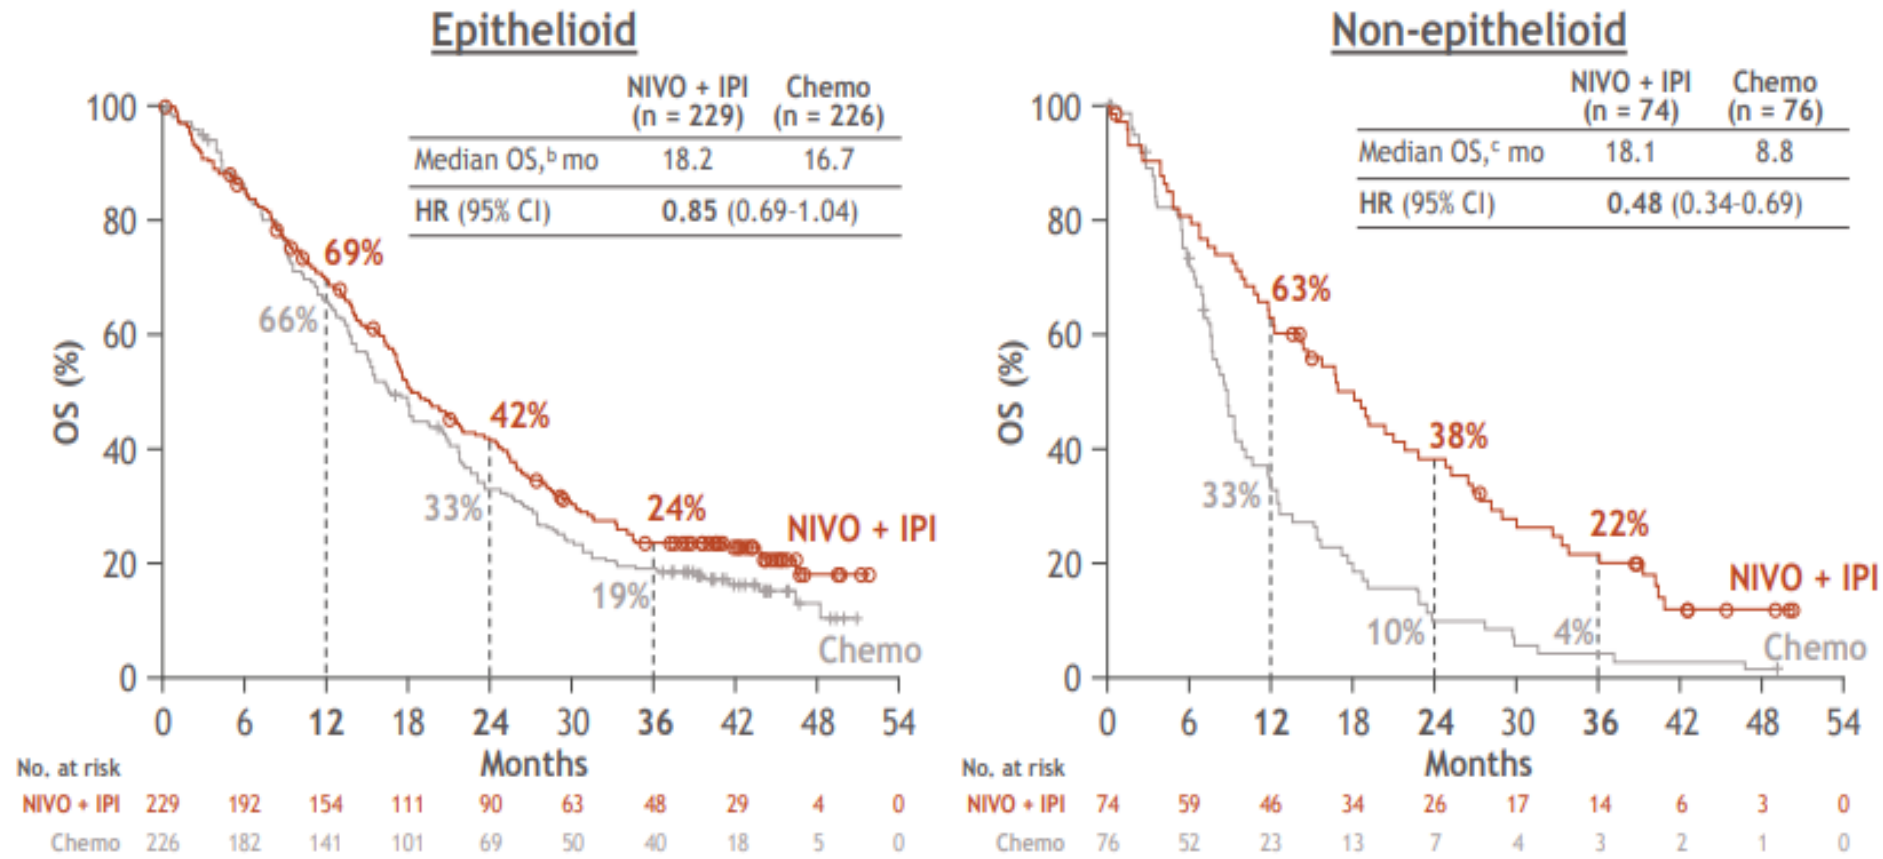 Epithelioid
NIVO + IPI Chemo
(n = 229) (n = 226)
Median OS,ᵇ mo 18.2 16.7
HR (95% CI) 0.85 (0.69-1.04)
100
80
60
40
20
0
OS (%)
69%
66%
42%
33%
24%
19%
NIVO + IPI
Chemo
0 6 12 18 24 30 36 42 48 54
Months
No. at risk
NIVO + IPI 229 192 154 111 90 63 48 29 4 0
Chemo 226 182 141 101 69 50 40 18 5 0
Non-epithelioid
NIVO + IPI Chemo
(n = 74) (n = 76)
Median OS,ᶜ mo 18.1 8.8
HR (95% CI) 0.48 (0.34-0.69)
100
80
60
40
20
0
OS (%)
63%
33%
38%
10%
22%
4%
NIVO + IPI
Chemo
0 6 12 18 24 30 36 42 48 54
Months
No. at risk
NIVO + IPI 74 59 46 34 26 17 14 6 3 0
Chemo 76 52 23 13 7 4 3 2 1 0